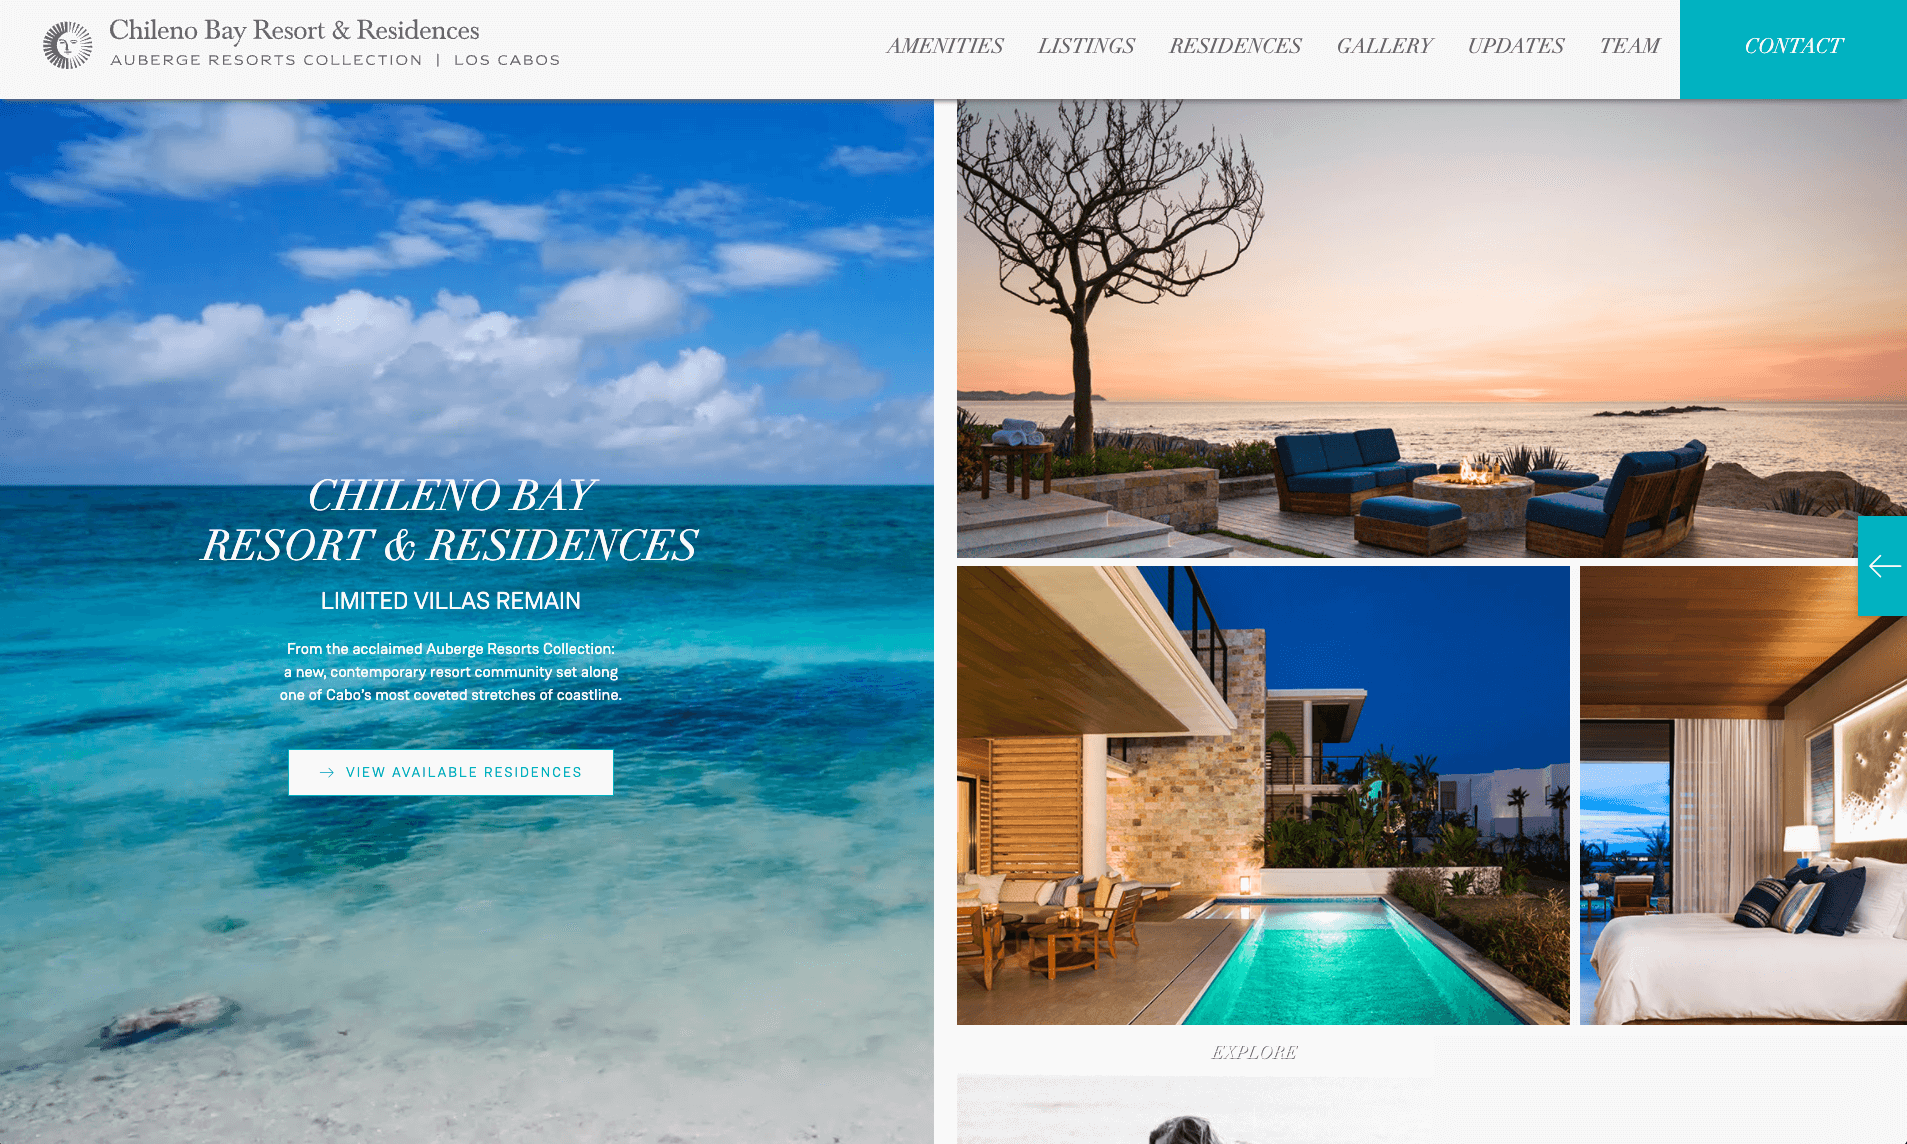 Chileno Bay Resort & Residences
AUBERGE RESORTS COLLECTION | LOS CABOS
AMENITIES
LISTINGS
RESIDENCES
GALLERY
UPDATES
TEAM
CONTACT
CHILENO BAY
RESORT & RESIDENCES
LIMITED VILLAS REMAIN
From the acclaimed Auberge Resorts Collection:
a new, contemporary resort community set along
one of Cabo's most coveted stretches of coastline.
→ VIEW AVAILABLE RESIDENCES
EXPLORE